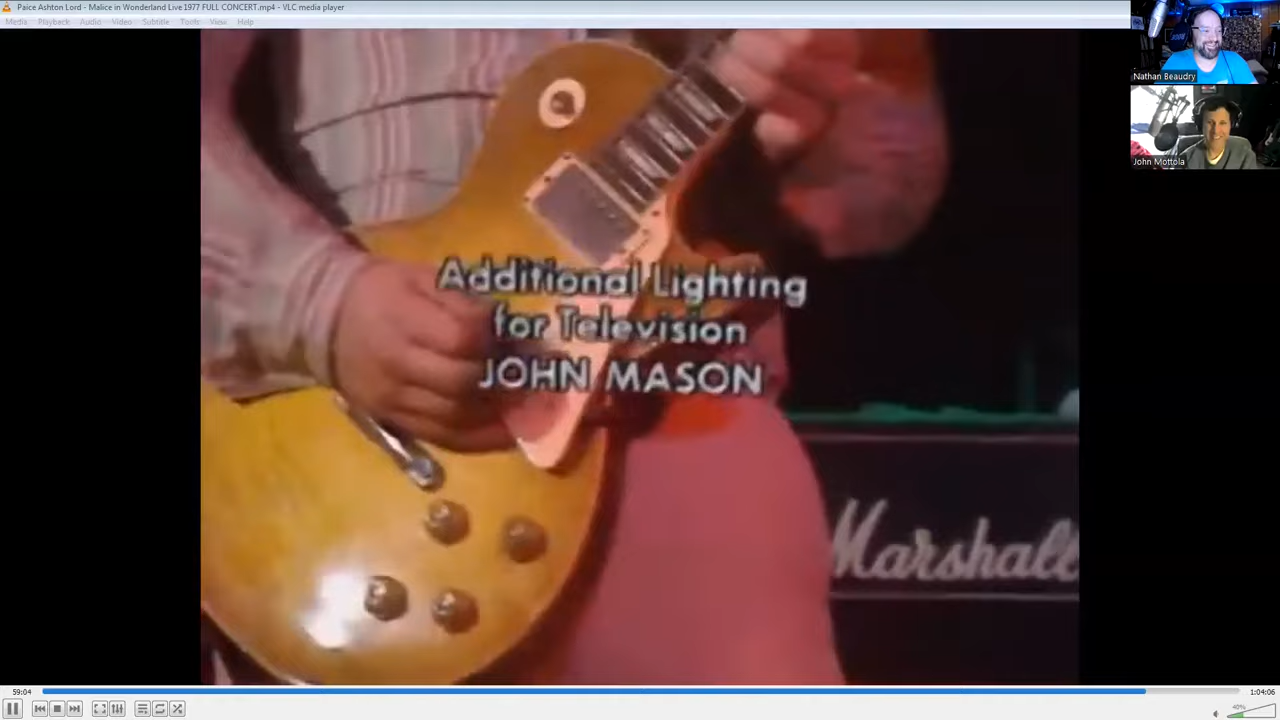 Paice Ashton Lord - Malice in Wonderland Live 1977 FULL CONCERT.mp4 - VLC media player
Media Playback Audio Video Subtitle Tools View Help
Nathan Beaudry
John Mottola
Additional Lighting
for Television
JOHN MASON
Marshall
59:04
1:04:06
40%